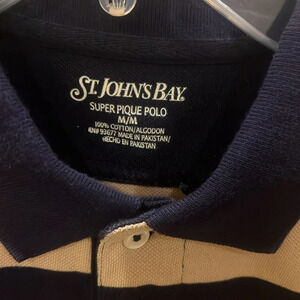 ST. JOHN'S BAY.
SUPER PIQUE POLO
M/M
100% COTTON/ALGODON
RN# 93677 MADE IN PAKISTAN/
HECHO EN PAKISTAN